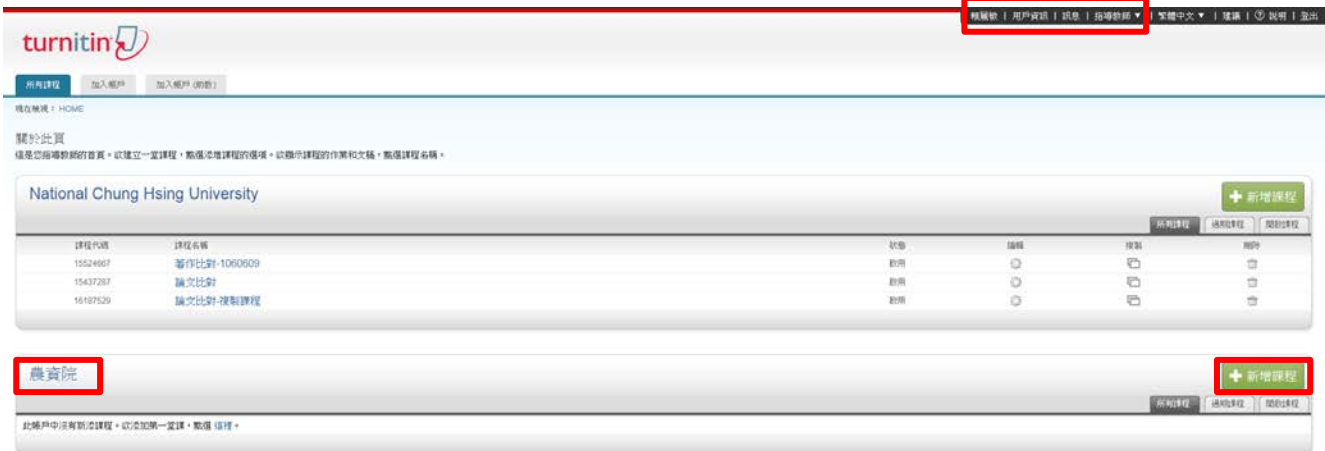 用戶資訊 | 訊息 | 指導教師 ▼ | 繁體中文 ▼ | 建議 | ? 說明 | 登出
turnitin
所有課程 加入帳戶 加入帳戶 (助教)
現在檢視: HOME
關於此頁
這是您指導教師的首頁。欲建立一堂課程,點選添增課程的選項。欲顯示課程的作業和文稿,點選課程名稱。
National Chung Hsing University
+ 新增課程
所有課程 過期課程 開啟課程
課程代碼 課程名稱 狀態 編輯 複製 刪除
15524667 著作比對-1060609 啟用
15437287 論文比對 啟用
16187529 論文比對-複製課程 啟用
農資院
+ 新增課程
所有課程 過期課程 開啟課程
此帳戶中沒有新添課程。欲添加第一堂課,點選 這裡。